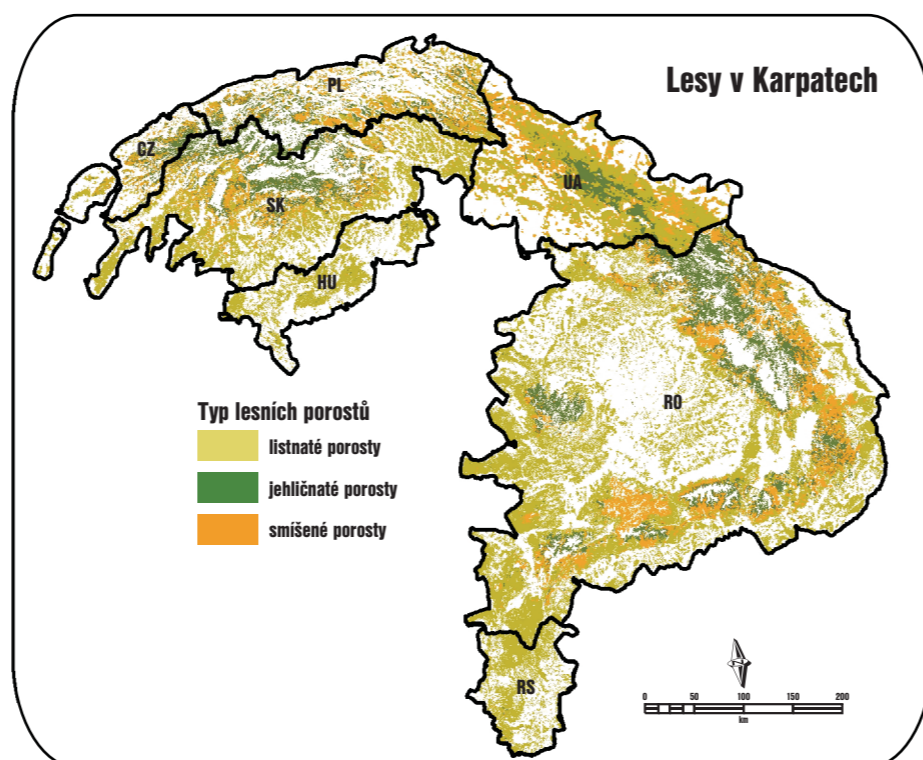 Lesy v Karpatech
PL
CZ
SK
UA
HU
RO
RS
Typ lesních porostů
listnaté porosty
jehličnaté porosty
smíšené porosty
0 50 100 150 200
km